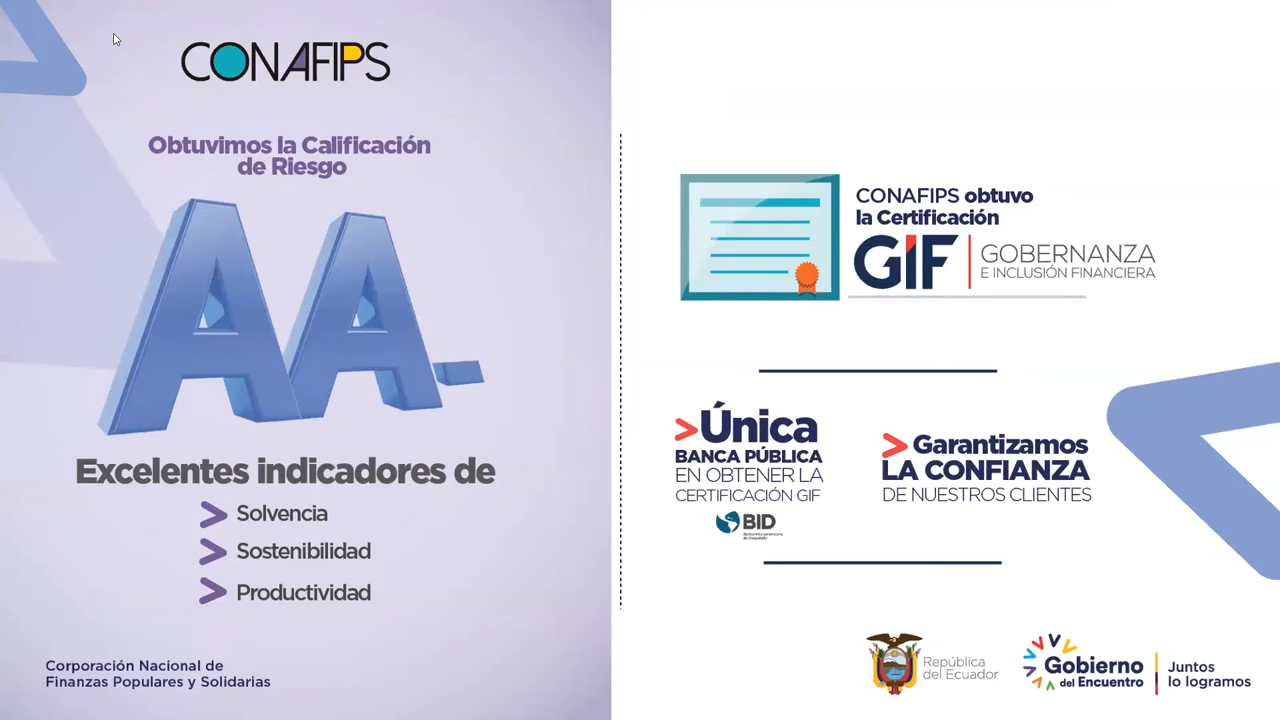 CONAFIPS
Obtuvimos la Calificación
de Riesgo
AA-
Excelentes indicadores de
> Solvencia
> Sostenibilidad
> Productividad
Corporación Nacional de
Finanzas Populares y Solidarias
CONAFIPS obtuvo
la Certificación
GIF | GOBERNANZA
E INCLUSIÓN FINANCIERA
>Única
BANCA PÚBLICA
EN OBTENER LA
CERTIFICACIÓN GIF
BID
> Garantizamos
LA CONFIANZA
DE NUESTROS CLIENTES
República
del Ecuador
Gobierno
del Encuentro
Juntos
lo logramos